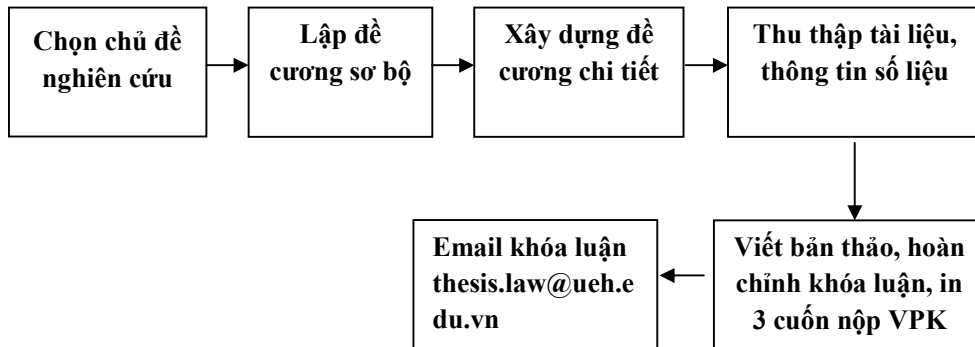 Chọn chủ đề
nghiên cứu
Lập đề
cương sơ bộ
Xây dựng đề
cương chi tiết
Thu thập tài liệu,
thông tin số liệu
Viết bản thảo, hoàn
chỉnh khóa luận, in
3 cuốn nộp VPK
Email khóa luận
thesis.law@ueh.e
du.vn